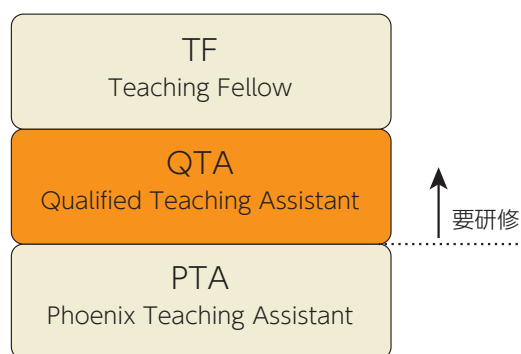 TF
Teaching Fellow
QTA
Qualified Teaching Assistant
要研修
PTA
Phoenix Teaching Assistant